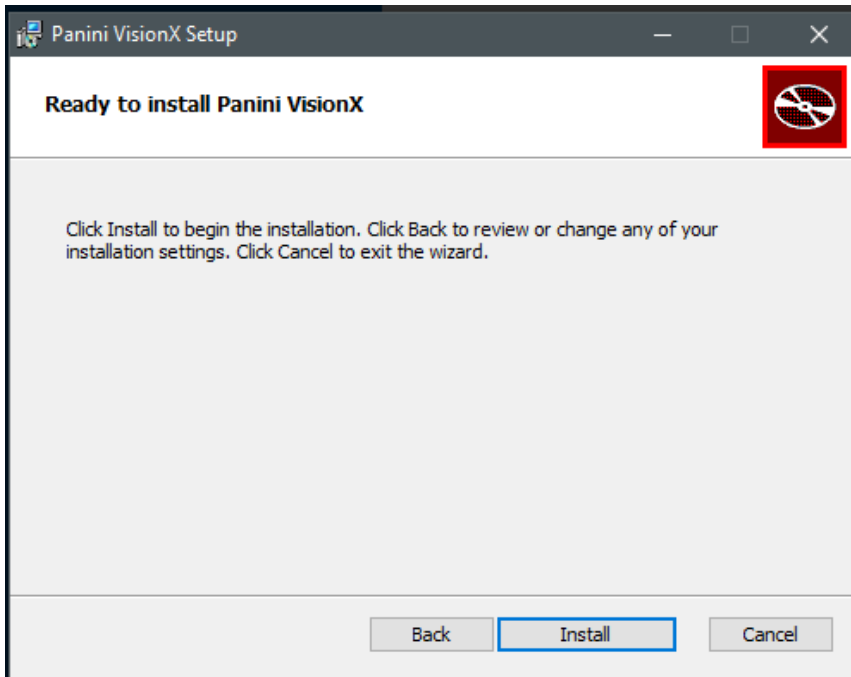 Panini VisionX Setup
Ready to install Panini VisionX
Click Install to begin the installation. Click Back to review or change any of your
installation settings. Click Cancel to exit the wizard.
Back Install Cancel